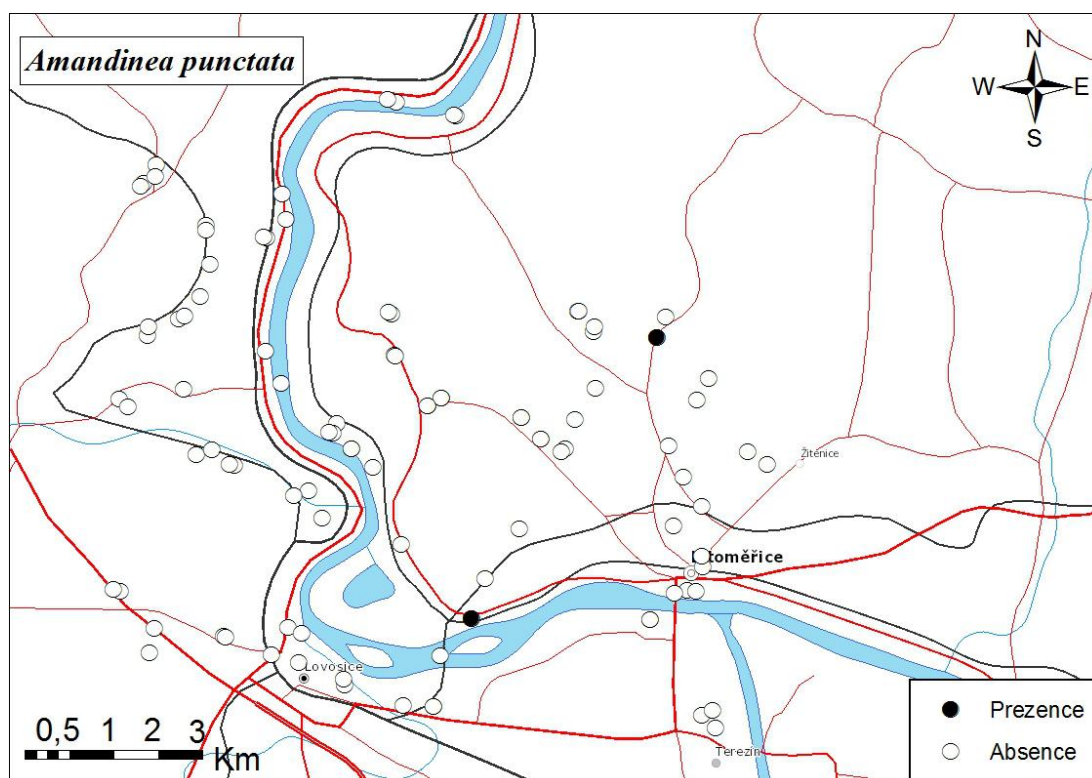 Amandinea punctata
N
W E
S
Žitenice
Litoměřice
Lovosice
Terezín
0,5 1 2 3
Km
Prezence
Absence